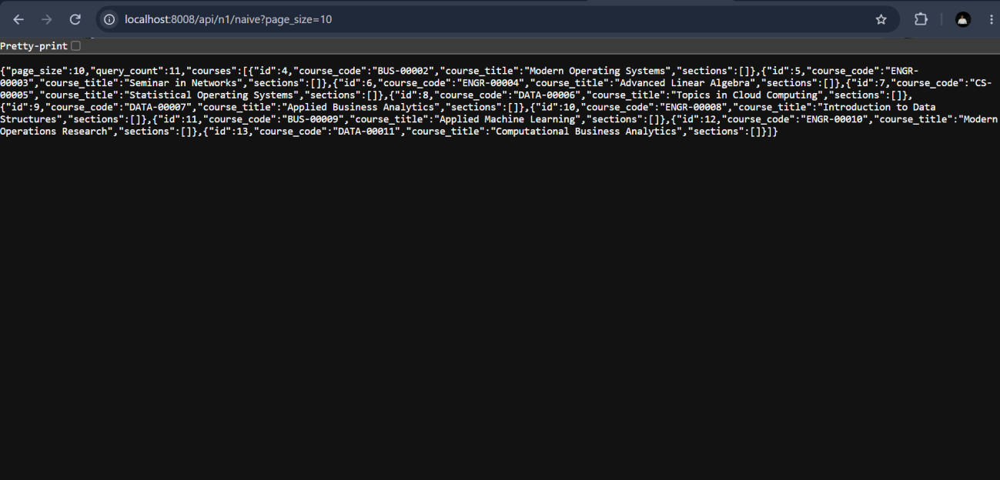 localhost:8008/api/n1/naive?page_size=10
Pretty-print
{"page_size":10,"query_count":11,"courses":[{"id":4,"course_code":"BUS-00002","course_title":"Modern Operating Systems","sections":[]},{"id":5,"course_code":"ENGR-
00003","course_title":"Seminar in Networks","sections":[]},{"id":6,"course_code":"ENGR-00004","course_title":"Advanced Linear Algebra","sections":[]},{"id":7,"course_code":"CS-
00005","course_title":"Statistical Operating Systems","sections":[]},{"id":8,"course_code":"DATA-00006","course_title":"Topics in Cloud Computing","sections":[]},
{"id":9,"course_code":"DATA-00007","course_title":"Applied Business Analytics","sections":[]},{"id":10,"course_code":"ENGR-00008","course_title":"Introduction to Data
Structures","sections":[]},{"id":11,"course_code":"BUS-00009","course_title":"Applied Machine Learning","sections":[]},{"id":12,"course_code":"ENGR-00010","course_title":"Modern
Operations Research","sections":[]},{"id":13,"course_code":"DATA-00011","course_title":"Computational Business Analytics","sections":[]}]}